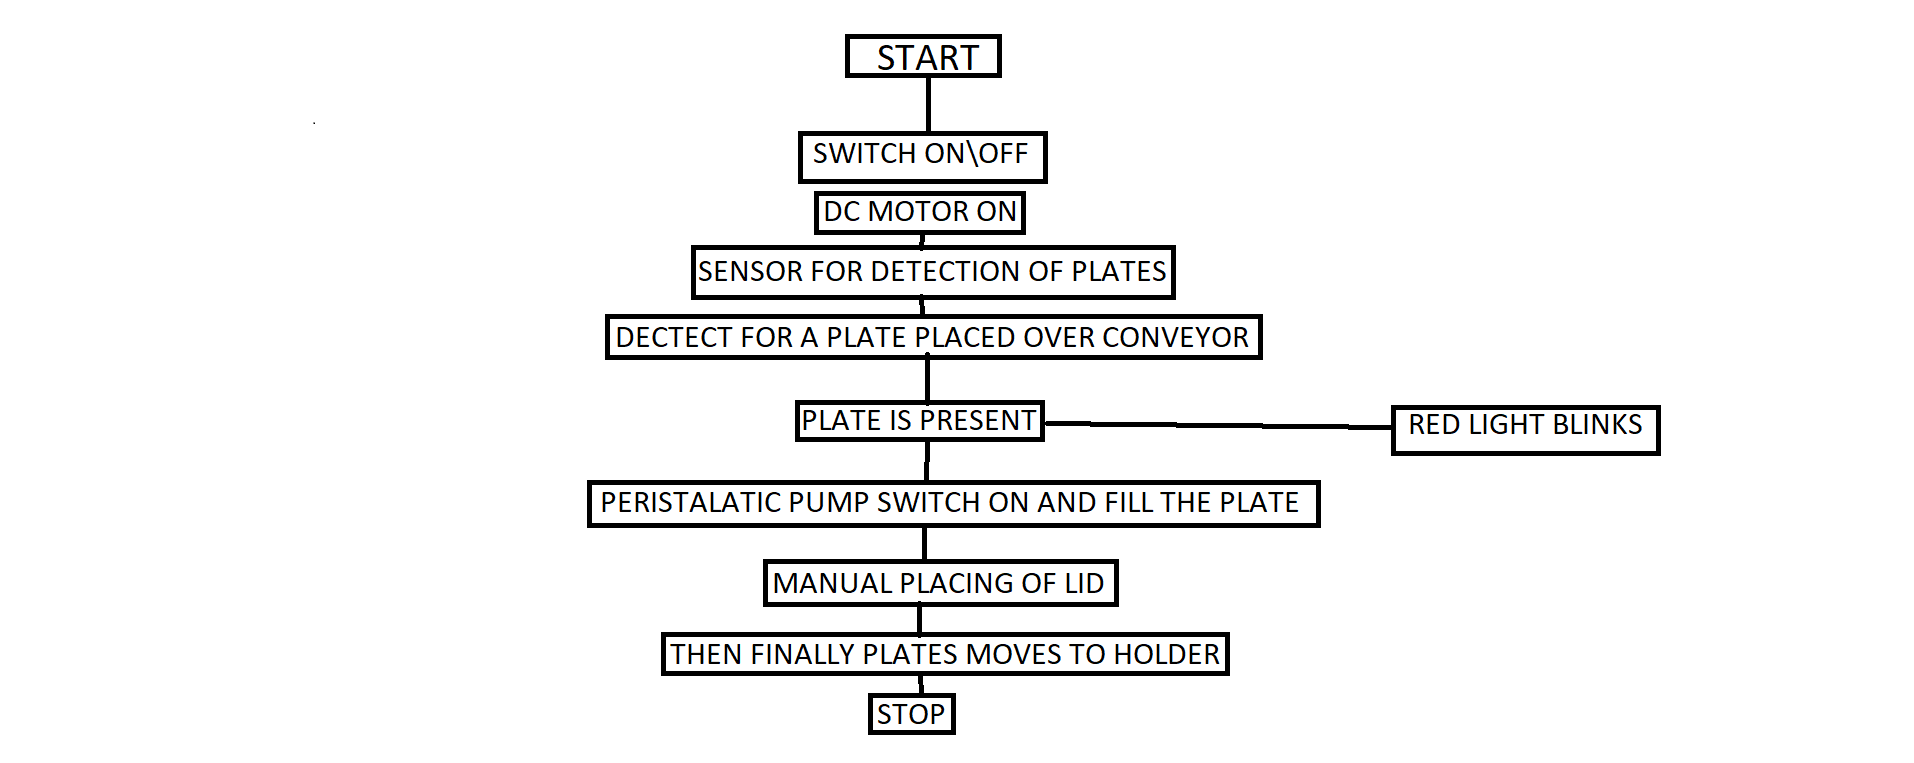 START
SWITCH ON\OFF
DC MOTOR ON
SENSOR FOR DETECTION OF PLATES
DECTECT FOR A PLATE PLACED OVER CONVEYOR
PLATE IS PRESENT
RED LIGHT BLINKS
PERISTALATIC PUMP SWITCH ON AND FILL THE PLATE
MANUAL PLACING OF LID
THEN FINALLY PLATES MOVES TO HOLDER
STOP